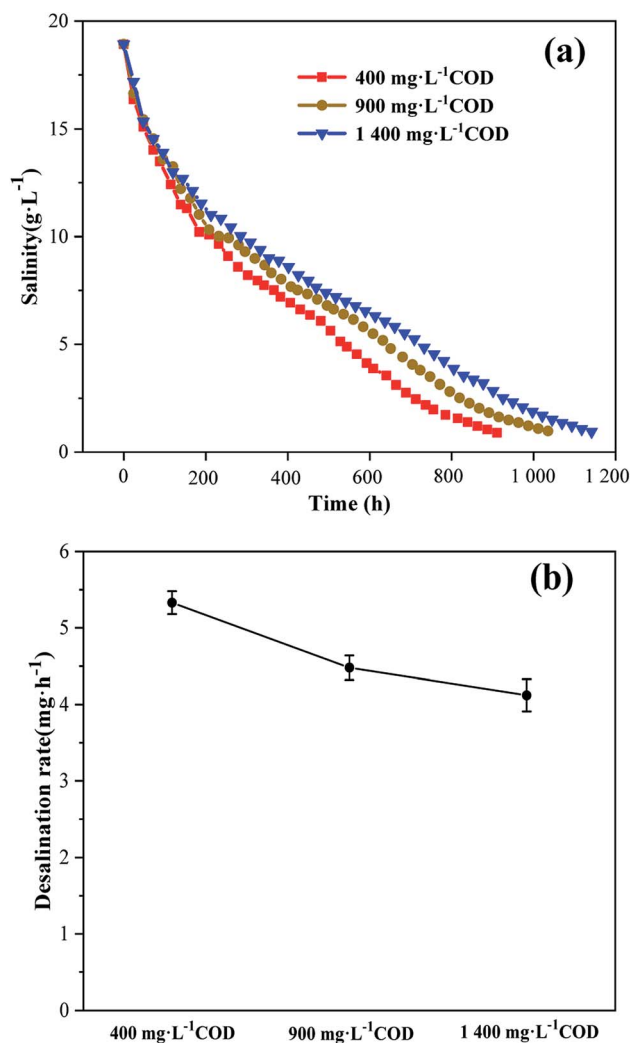 (a)
400 mg·L⁻¹COD
900 mg·L⁻¹COD
1 400 mg·L⁻¹COD
Salinity(g·L⁻¹)
20
15
10
5
0
0 200 400 600 800 1 000 1 200
Time (h)
(b)
Desalination rate(mg·h⁻¹)
6
5
4
3
2
1
0
400 mg·L⁻¹COD 900 mg·L⁻¹COD 1 400 mg·L⁻¹COD